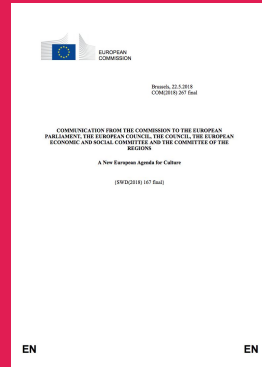 EUROPEAN
COMMISSION
Brussels, 22.5.2018
COM(2018) 267 final
COMMUNICATION FROM THE COMMISSION TO THE EUROPEAN
PARLIAMENT, THE EUROPEAN COUNCIL, THE COUNCIL, THE EUROPEAN
ECONOMIC AND SOCIAL COMMITTEE AND THE COMMITTEE OF THE
REGIONS
A New European Agenda for Culture
{SWD(2018) 167 final}
EN
EN